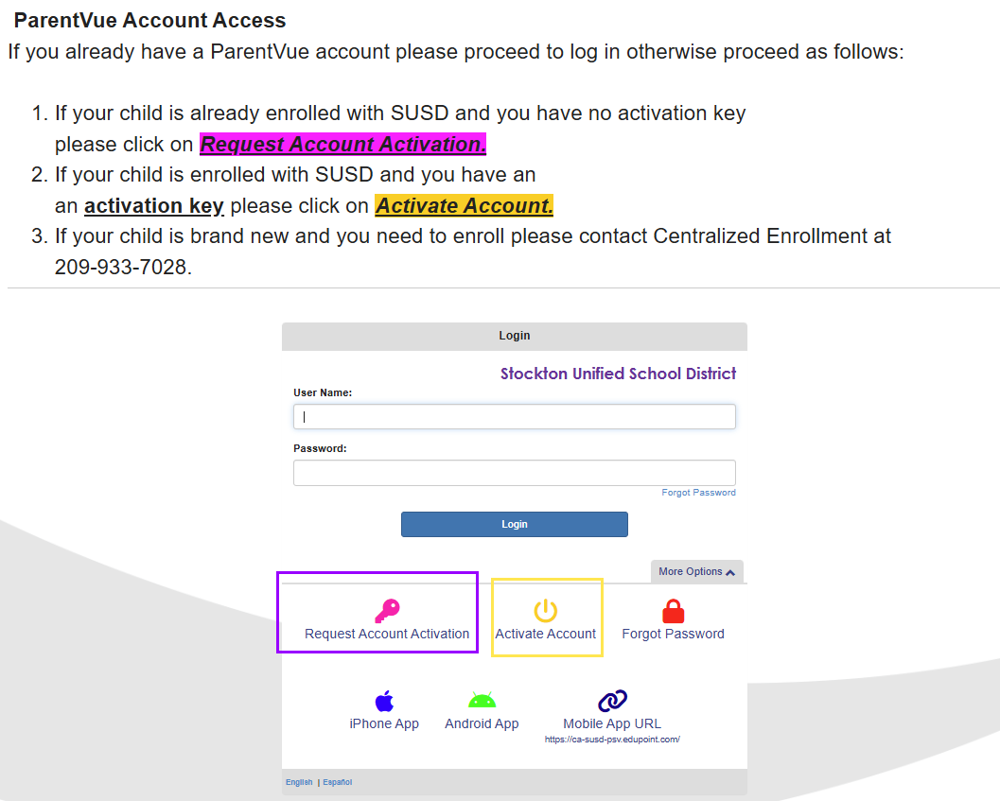 ParentVue Account Access
If you already have a ParentVue account please proceed to log in otherwise proceed as follows:
1. If your child is already enrolled with SUSD and you have no activation key
please click on Request Account Activation.
2. If your child is enrolled with SUSD and you have an
an activation key please click on Activate Account.
3. If your child is brand new and you need to enroll please contact Centralized Enrollment at
209-933-7028.
Login
Stockton Unified School District
User Name:
Password:
Forgot Password
Login
More Options
Request Account Activation Activate Account Forgot Password
iPhone App Android App Mobile App URL
https://ca-susd-psv.edupoint.com/
English | Español